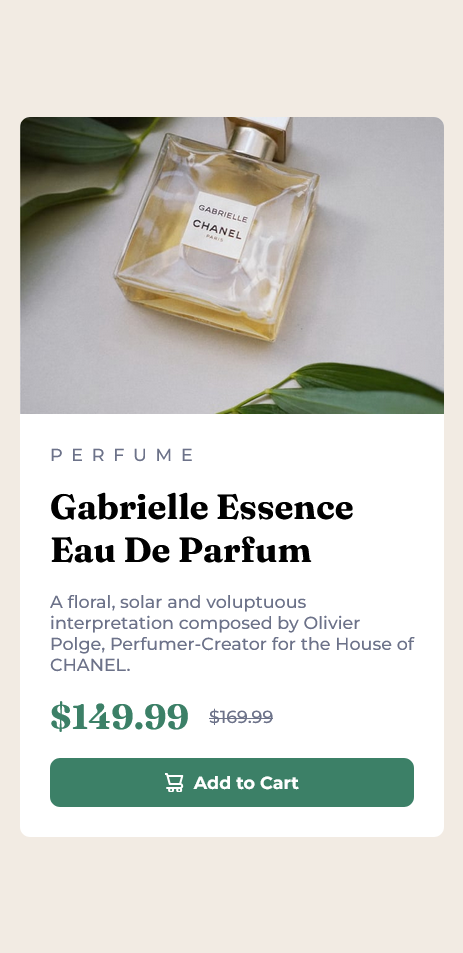 GABRIELLE
CHANEL
PARIS
PERFUME
Gabrielle Essence
Eau De Parfum
A floral, solar and voluptuous
interpretation composed by Olivier
Polge, Perfumer-Creator for the House of
CHANEL.
$149.99 $169.99
Add to Cart